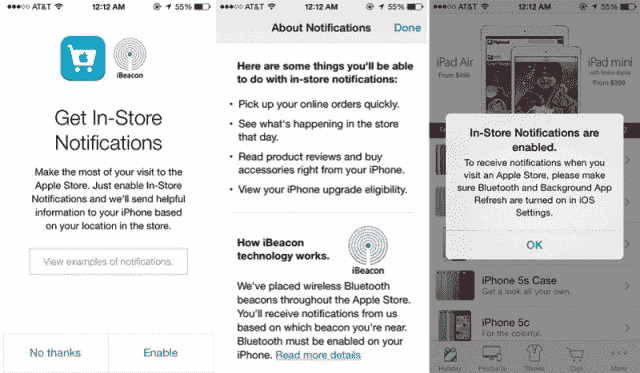 AT&T 12:12 AM 55%
iBeacon
Get In-Store
Notifications
Make the most of your visit to the
Apple Store. Just enable In-Store
Notifications and we'll send helpful
information to your iPhone based
on your location in the store.
View examples of notifications.
No thanks Enable
AT&T 12:12 AM 55%
About Notifications Done
Here are some things you'll be able
to do with in-store notifications:
• Pick up your online orders quickly.
• See what's happening in the store
that day.
• Read product reviews and buy
accessories right from your iPhone.
• View your iPhone upgrade eligibility.
How iBeacon
technology works.
iBeacon
We've placed wireless Bluetooth
beacons throughout the Apple Store.
You'll receive notifications from us
based on which beacon you're near.
Bluetooth must be enabled on your
iPhone. Read more details
AT&T 12:12 AM 55%
iPad Air
From $499
iPad mini
From $399
In-Store Notifications are
enabled.
To receive notifications when you
visit an Apple Store, please make
sure Bluetooth and Background App
Refresh are turned on in iOS
Settings.
OK
iPhone 5s Case
Get a look all your own.
iPhone 5c
For the colorful.
Holiday Products Stores Cart More